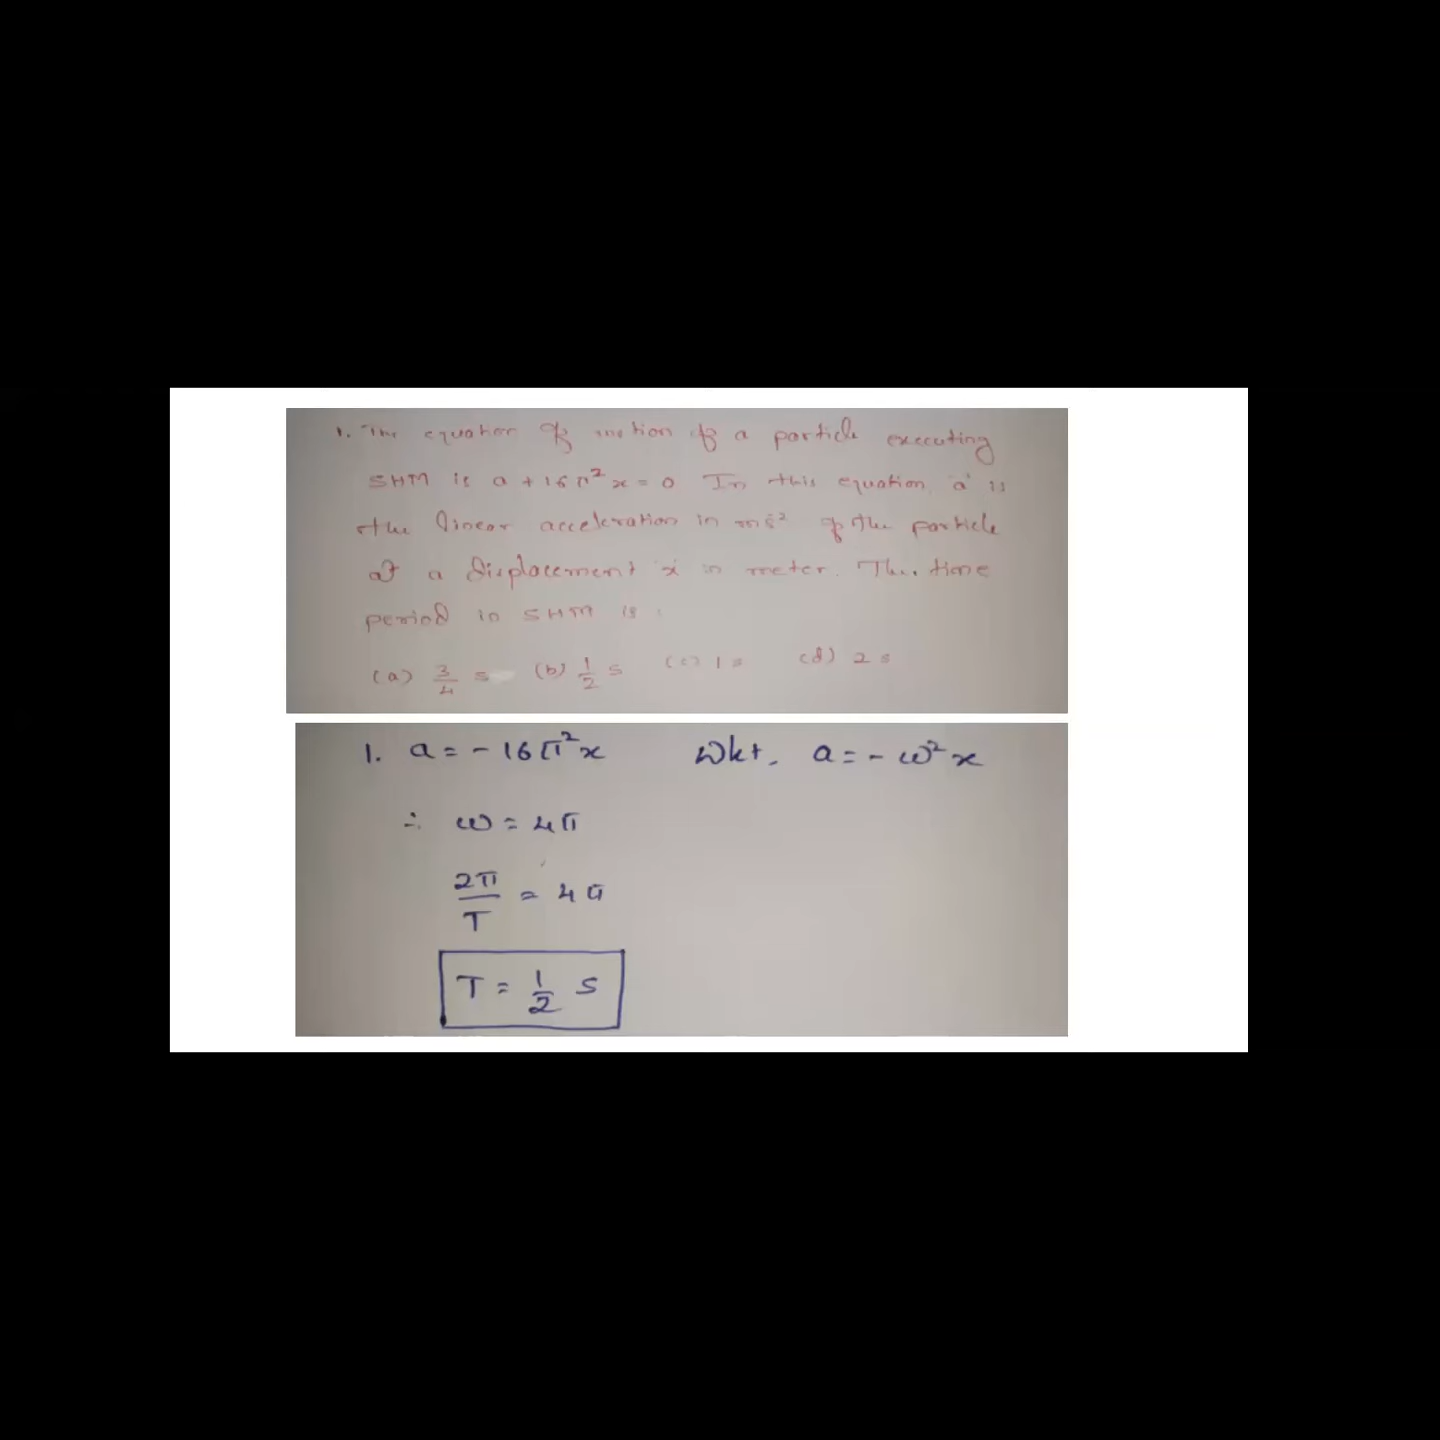 1. The equation of motion of a particle executing
SHM is a + 16π²x = 0 In this equation, 'a' is
the linear acceleration in ms⁻² of the particle
at a displacement 'x' in meter. The time
period in SHM is :
(a) 3/4 s (b) 1/2 s (c) 1 s (d) 2 s
1. a = - 16π²x Wkt, a = - ω²x
∴ ω = 4π
2π/T = 4π
T = 1/2 s